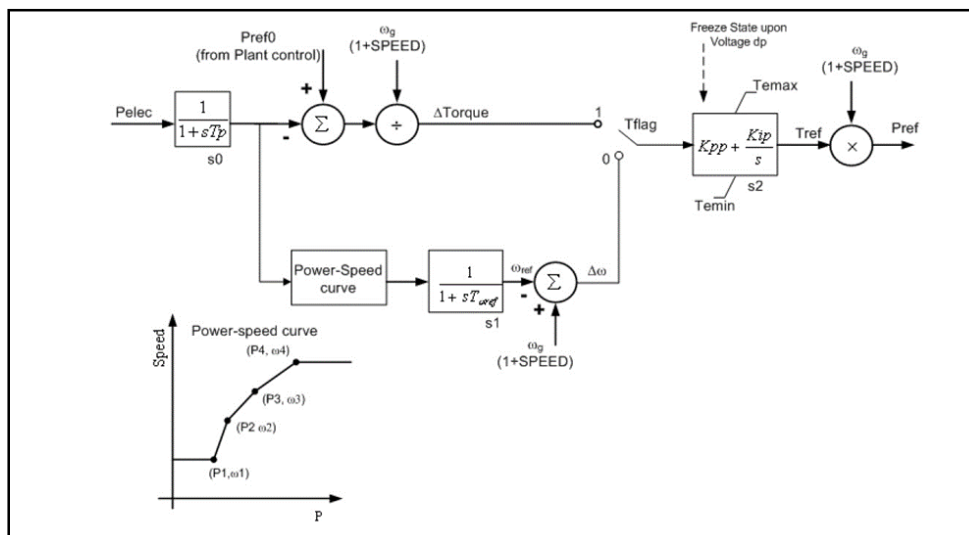 Pref0
(from Plant control)
ωg
(1+SPEED)
Freeze State upon
Voltage dp
ωg
(1+SPEED)
Pelec
1
1+sTp
s0
+
-
Σ
÷
ΔTorque
1
Tflag
0
Temax
Kpp + Kip
s
Temin
s2
Tref
×
Pref
Power-Speed
curve
1
1 + sTωref
s1
ωref
-
+
Σ
Δω
ωg
(1+SPEED)
Power-speed curve
Speed
(P4, ω4)
(P3, ω3)
(P2 ω2)
(P1,ω1)
P